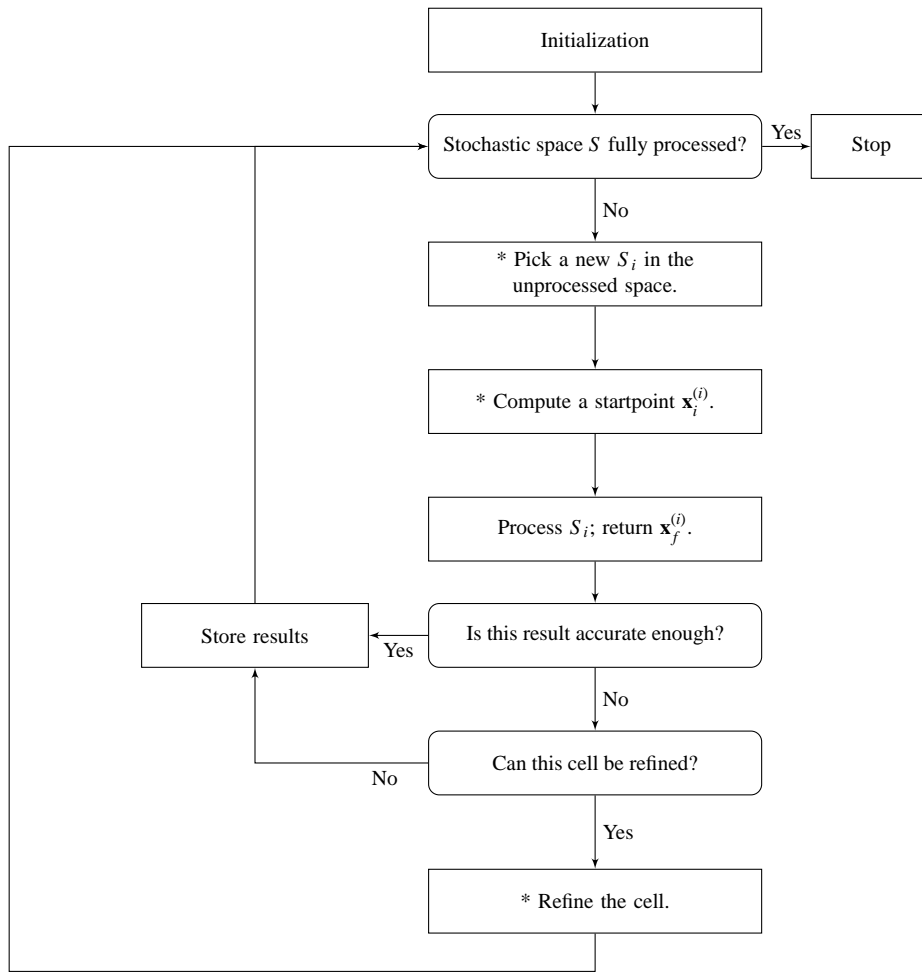 Initialization
Stochastic space S fully processed?
Yes
Stop
No
* Pick a new S_i in the
unprocessed space.
* Compute a startpoint x_i^{(i)}.
Process S_i; return x_f^{(i)}.
Store results
Yes
Is this result accurate enough?
No
Can this cell be refined?
No
Yes
* Refine the cell.